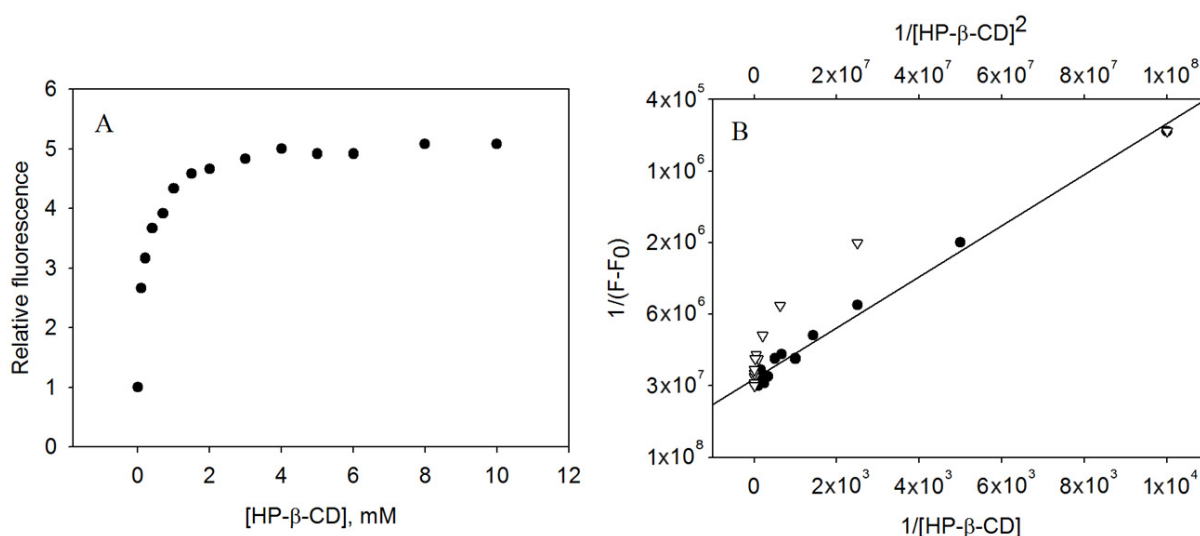 A
Relative fluorescence
6
5
4
3
2
1
0
0 2 4 6 8 10 12
[HP-β-CD], mM
1/[HP-β-CD]²
0 2x10⁷ 4x10⁷ 6x10⁷ 8x10⁷ 1x10⁸
B
1/(F-F₀)
4x10⁵
1x10⁶
2x10⁶
6x10⁶
3x10⁷
1x10⁸
0 2x10³ 4x10³ 6x10³ 8x10³ 1x10⁴
1/[HP-β-CD]